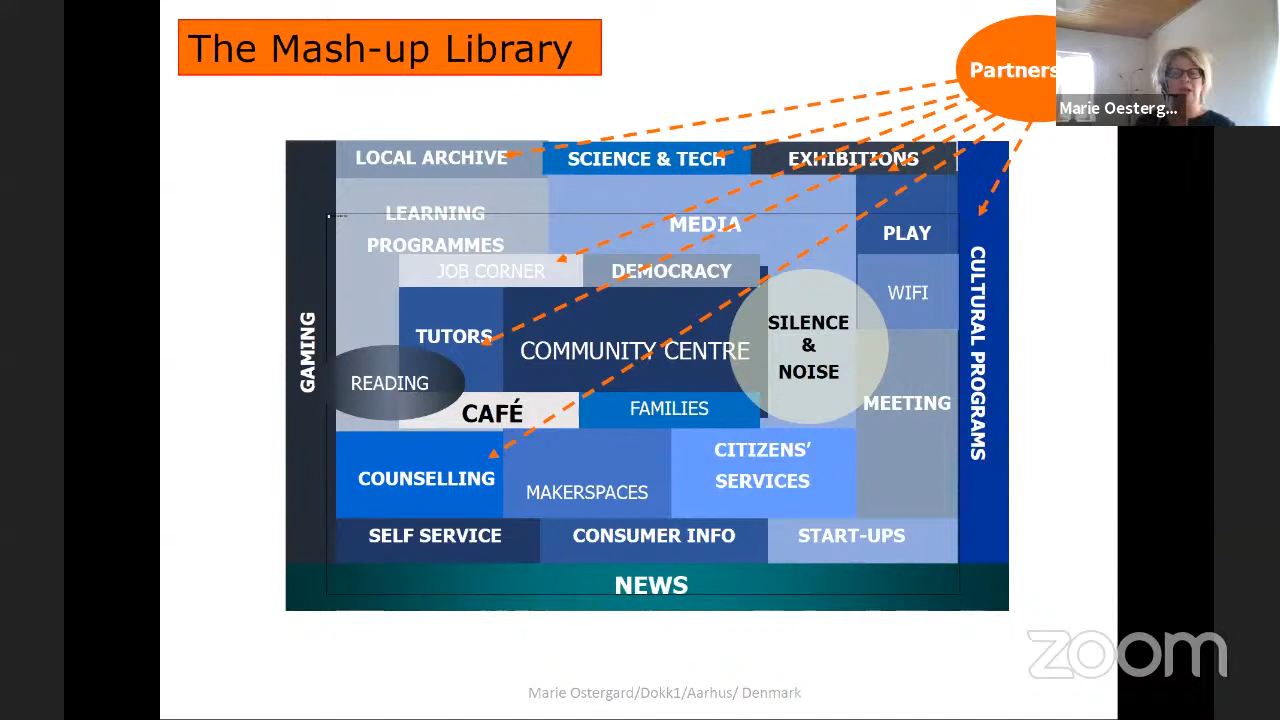 The Mash-up Library
Partners
Marie Oesterg...
LOCAL ARCHIVE
SCIENCE & TECH
EXHIBITIONS
LEARNING
PROGRAMMES
MEDIA
PLAY
JOB CORNER
DEMOCRACY
WIFI
GAMING
TUTORS
COMMUNITY CENTRE
SILENCE
&
NOISE
CULTURAL PROGRAMS
READING
CAFÉ
FAMILIES
MEETING
COUNSELLING
MAKERSPACES
CITIZENS’
SERVICES
SELF SERVICE
CONSUMER INFO
START-UPS
NEWS
zoom
Marie Ostergard/Dokk1/Aarhus/ Denmark